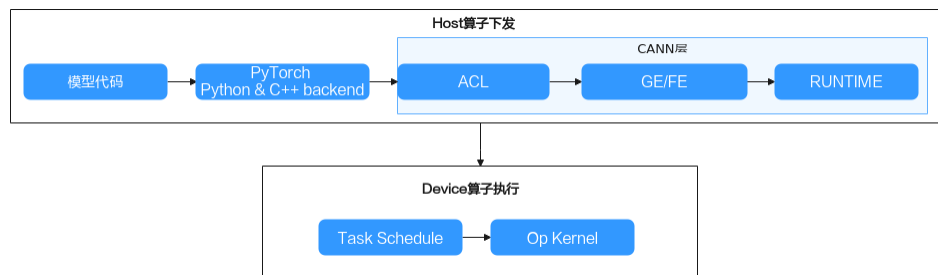 Host算子下发
CANN层
模型代码
PyTorch
Python & C++ backend
ACL
GE/FE
RUNTIME
Device算子执行
Task Schedule
Op Kernel